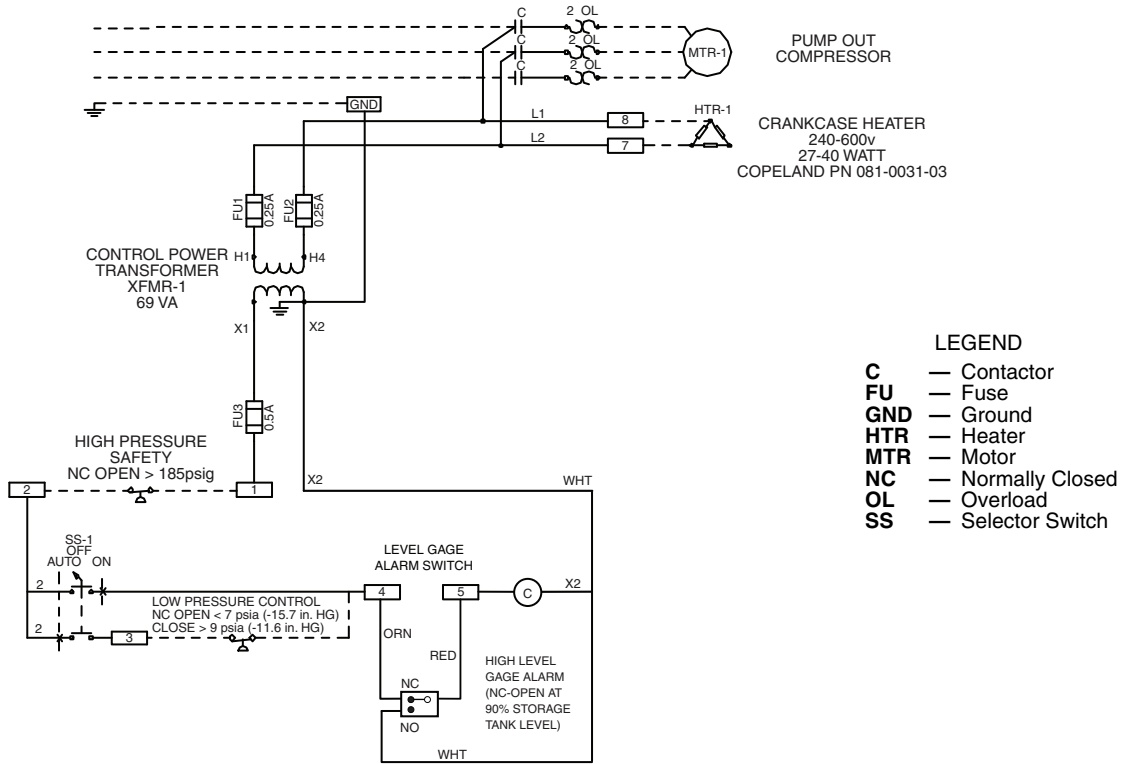 C
2 OL
C
2 OL
C
2 OL
MTR-1
PUMP OUT
COMPRESSOR
GND
L1
8
HTR-1
L2
7
CRANKCASE HEATER
240-600v
27-40 WATT
COPELAND PN 081-0031-03
FU1
0.25A
FU2
0.25A
CONTROL POWER
TRANSFORMER
XFMR-1
69 VA
H1
H4
X1
X2
FU3
0.5A
HIGH PRESSURE
SAFETY
NC OPEN > 185psig
2
1
X2
WHT
SS-1
OFF
AUTO ON
2
LEVEL GAGE
ALARM SWITCH
4
5
C
X2
LOW PRESSURE CONTROL
NC OPEN < 7 psia (-15.7 in. HG)
CLOSE > 9 psia (-11.6 in. HG)
2
3
ORN
RED
NC
NO
HIGH LEVEL
GAGE ALARM
(NC-OPEN AT
90% STORAGE
TANK LEVEL)
WHT
LEGEND
C — Contactor
FU — Fuse
GND — Ground
HTR — Heater
MTR — Motor
NC — Normally Closed
OL — Overload
SS — Selector Switch